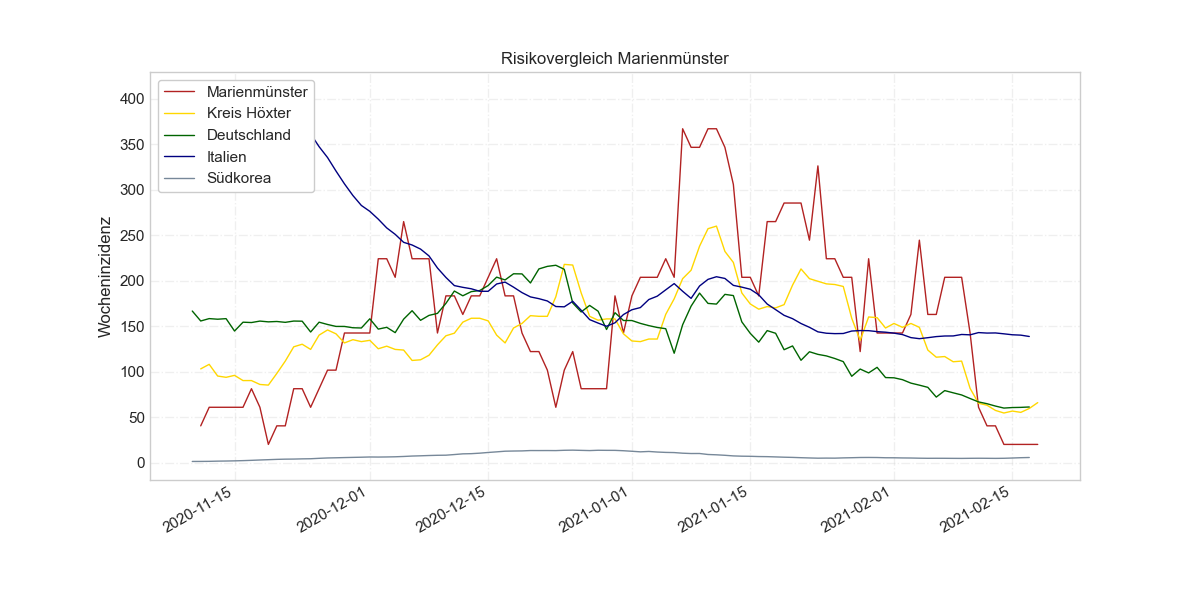 Risikovergleich Marienmünster
Marienmünster
Kreis Höxter
Deutschland
Italien
Südkorea
Wocheninzidenz
400
350
300
250
200
150
100
50
0
2020-11-15
2020-12-01
2020-12-15
2021-01-01
2021-01-15
2021-02-01
2021-02-15